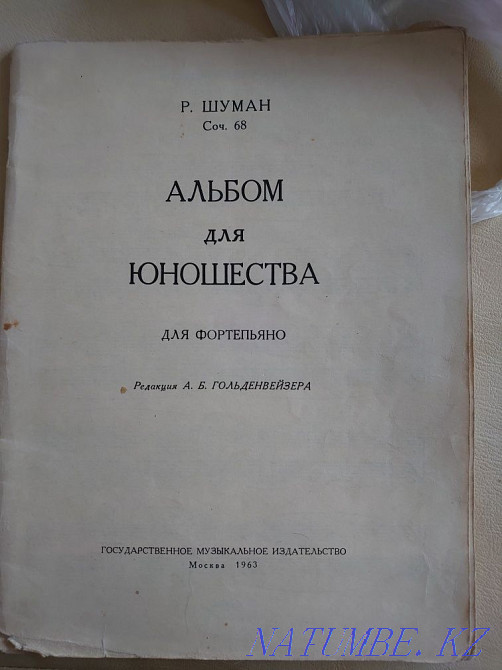 Р. ШУМАН
Соч. 68
АЛЬБОМ
ДЛЯ
ЮНОШЕСТВА
ДЛЯ ФОРТЕПЬЯНО
Редакция А. Б. ГОЛЬДЕНВЕЙЗЕРА
ГОСУДАРСТВЕННОЕ МУЗЫКАЛЬНОЕ ИЗДАТЕЛЬСТВО
Москва 1963
NATUMBE.KZ